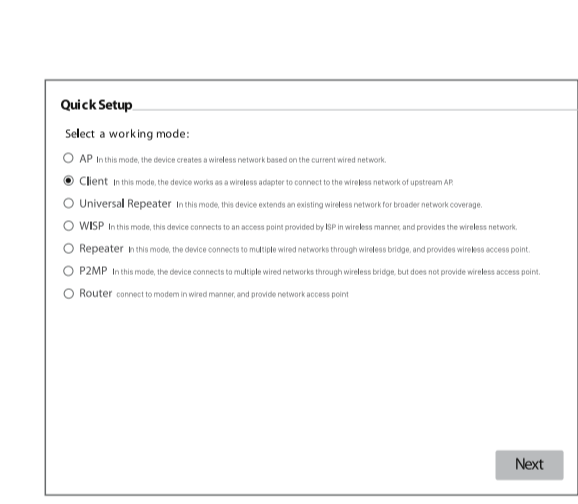 Quick Setup
Select a working mode:
AP In this mode, the device creates a wireless network based on the current wired network.
Client In this mode, the device works as a wireless adapter to connect to the wireless network of upstream AP.
Universal Repeater In this mode, this device extends an existing wireless network for broader network coverage.
WISP In this mode, this device connects to an access point provided by ISP in wireless manner, and provides the wireless network.
Repeater In this mode, the device connects to multiple wired networks through wireless bridge, and provides wireless access point.
P2MP In this mode, the device connects to multiple wired networks through wireless bridge, but does not provide wireless access point.
Router connect to modem in wired manner, and provide network access point
Next